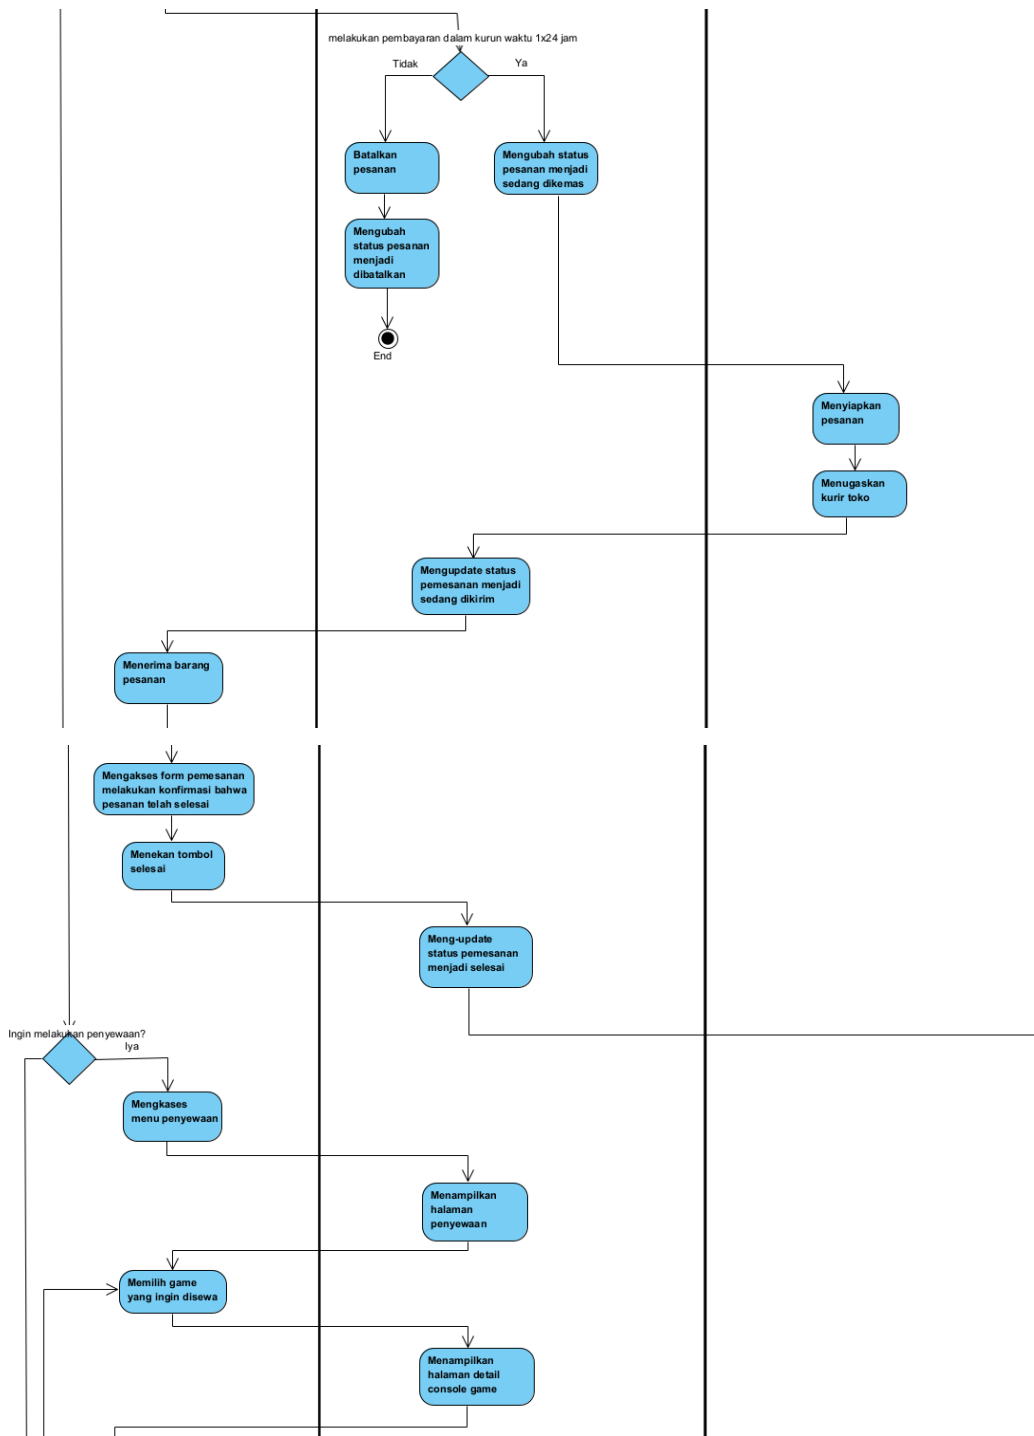 melakukan pembayaran dalam kurun waktu 1x24 jam
Tidak
Ya
Batalkan
pesanan
Mengubah status
pesanan menjadi
sedang dikemas
Mengubah
status pesanan
menjadi
dibatalkan
End
Menyiapkan
pesanan
Menugaskan
kurir toko
Mengupdate status
pemesanan menjadi
sedang dikirim
Menerima barang
pesanan
Mengakses form pemesanan
melakukan konfirmasi bahwa
pesanan telah selesai
Menekan tombol
selesai
Meng-update
status pemesanan
menjadi selesai
Ingin melakukan penyewaan?
Iya
Mengkases
menu penyewaan
Menampilkan
halaman
penyewaan
Memilih game
yang ingin disewa
Menampilkan
halaman detail
console game